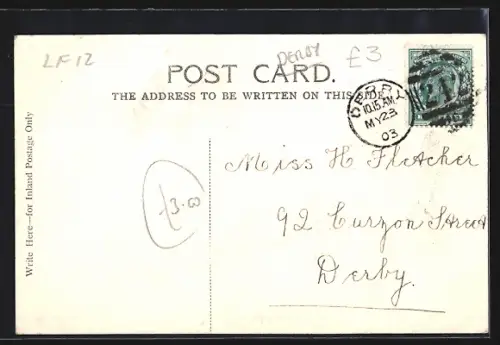 LF12
DERBY
£3
POST CARD.
THE ADDRESS TO BE WRITTEN ON THIS SIDE.
DERBY
10.15 AM
MY 23
03
Write Here—for Inland Postage Only
£3.00
Miss H Fletcher
92 Curzon Street
Derby.